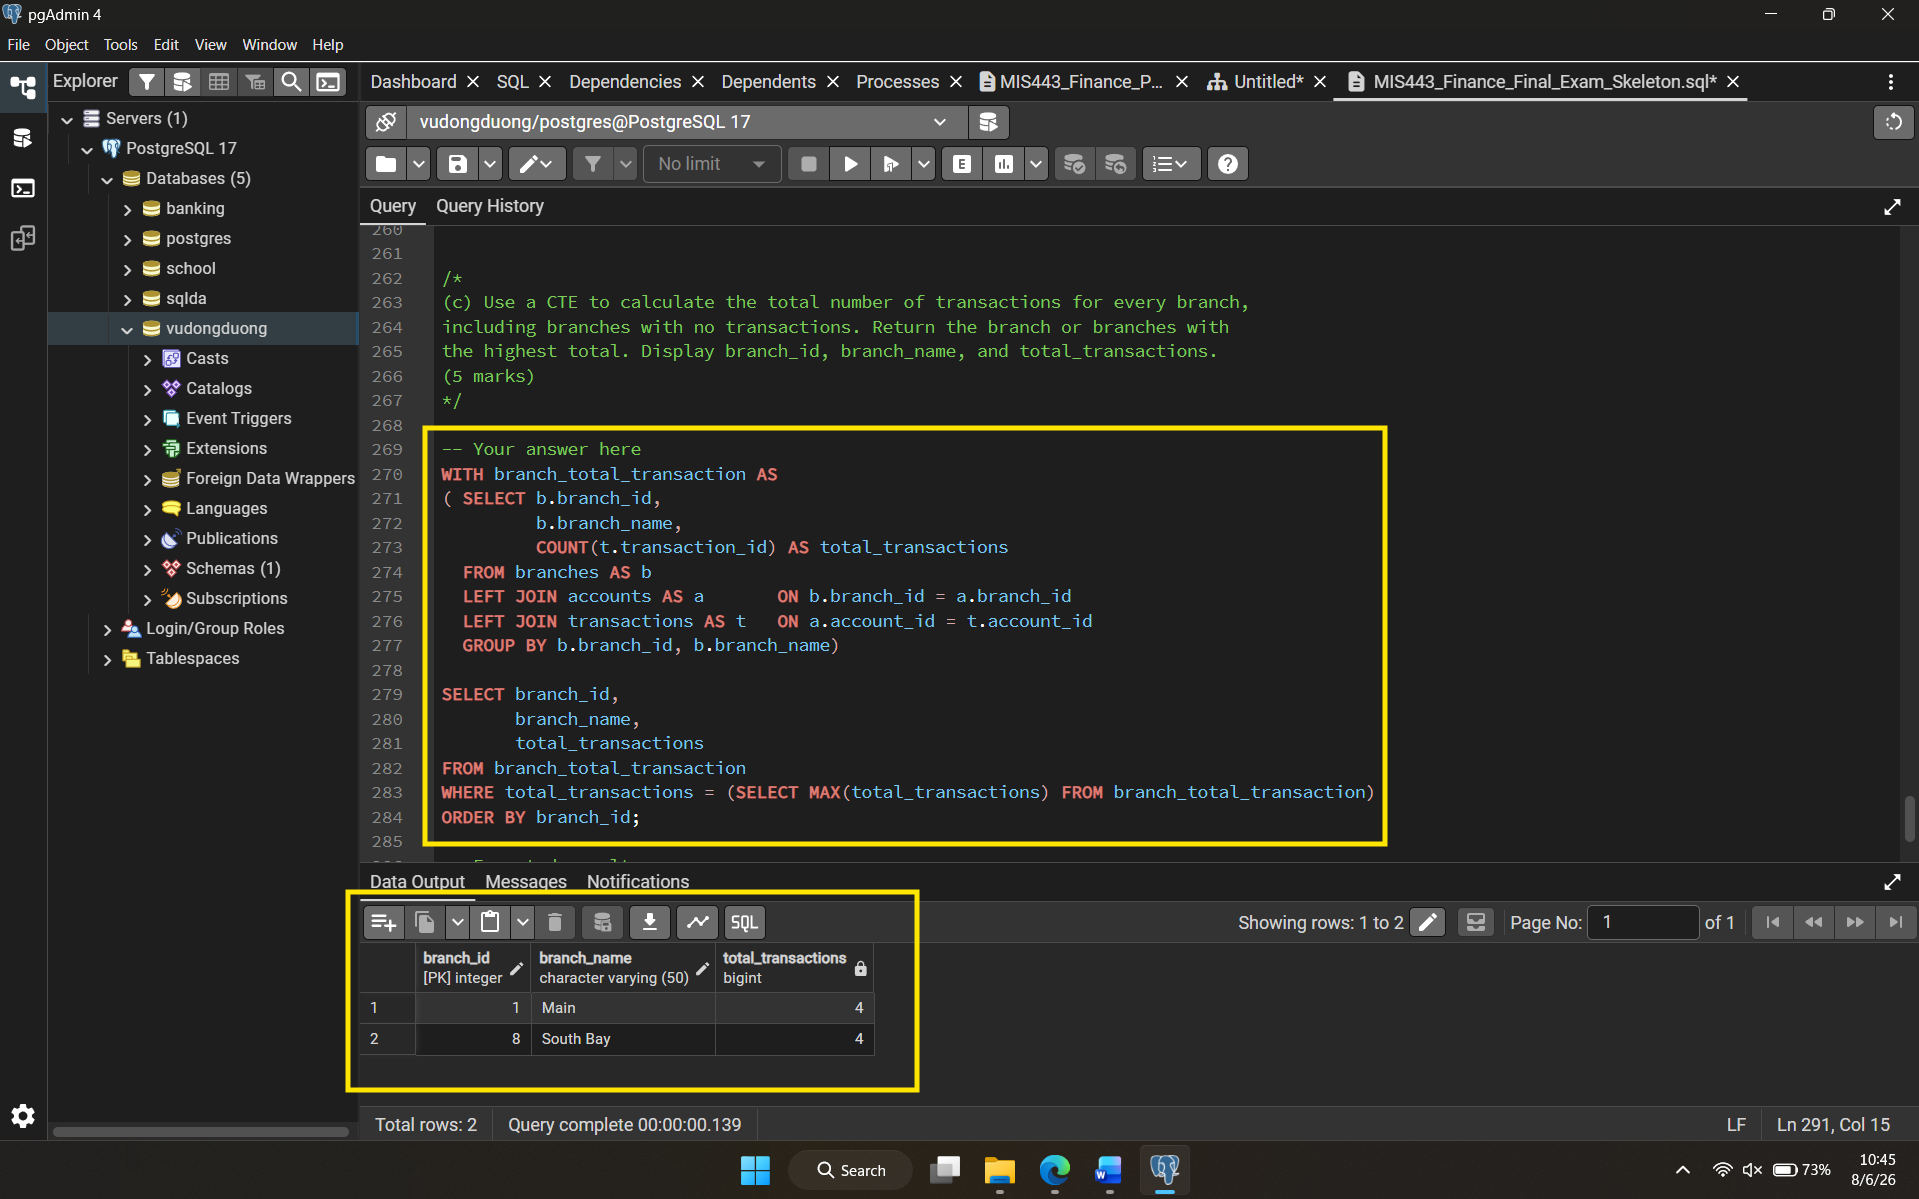 pgAdmin 4
File Object Tools Edit View Window Help
Explorer
Dashboard SQL Dependencies Dependents Processes MIS443_Finance_P... Untitled* MIS443_Finance_Final_Exam_Skeleton.sql*
Servers (1)
PostgreSQL 17
Databases (5)
banking
postgres
school
sqlda
vudongduong
Casts
Catalogs
Event Triggers
Extensions
Foreign Data Wrappers
Languages
Publications
Schemas (1)
Subscriptions
Login/Group Roles
Tablespaces
vudongduong/postgres@PostgreSQL 17
No limit
E
Query Query History
260
261
262 /*
263 (c) Use a CTE to calculate the total number of transactions for every branch,
264 including branches with no transactions. Return the branch or branches with
265 the highest total. Display branch_id, branch_name, and total_transactions.
266 (5 marks)
267 */
268
269 -- Your answer here
270 WITH branch_total_transaction AS
271 ( SELECT b.branch_id,
272 b.branch_name,
273 COUNT(t.transaction_id) AS total_transactions
274 FROM branches AS b
275 LEFT JOIN accounts AS a ON b.branch_id = a.branch_id
276 LEFT JOIN transactions AS t ON a.account_id = t.account_id
277 GROUP BY b.branch_id, b.branch_name)
278
279 SELECT branch_id,
280 branch_name,
281 total_transactions
282 FROM branch_total_transaction
283 WHERE total_transactions = (SELECT MAX(total_transactions) FROM branch_total_transaction)
284 ORDER BY branch_id;
285
Data Output Messages Notifications
SQL
Showing rows: 1 to 2 Page No: 1 of 1
branch_id branch_name total_transactions
[PK] integer character varying (50) bigint
1 1 Main 4
2 8 South Bay 4
Total rows: 2 Query complete 00:00:00.139 LF Ln 291, Col 15
Search
73%
10:45
8/6/26